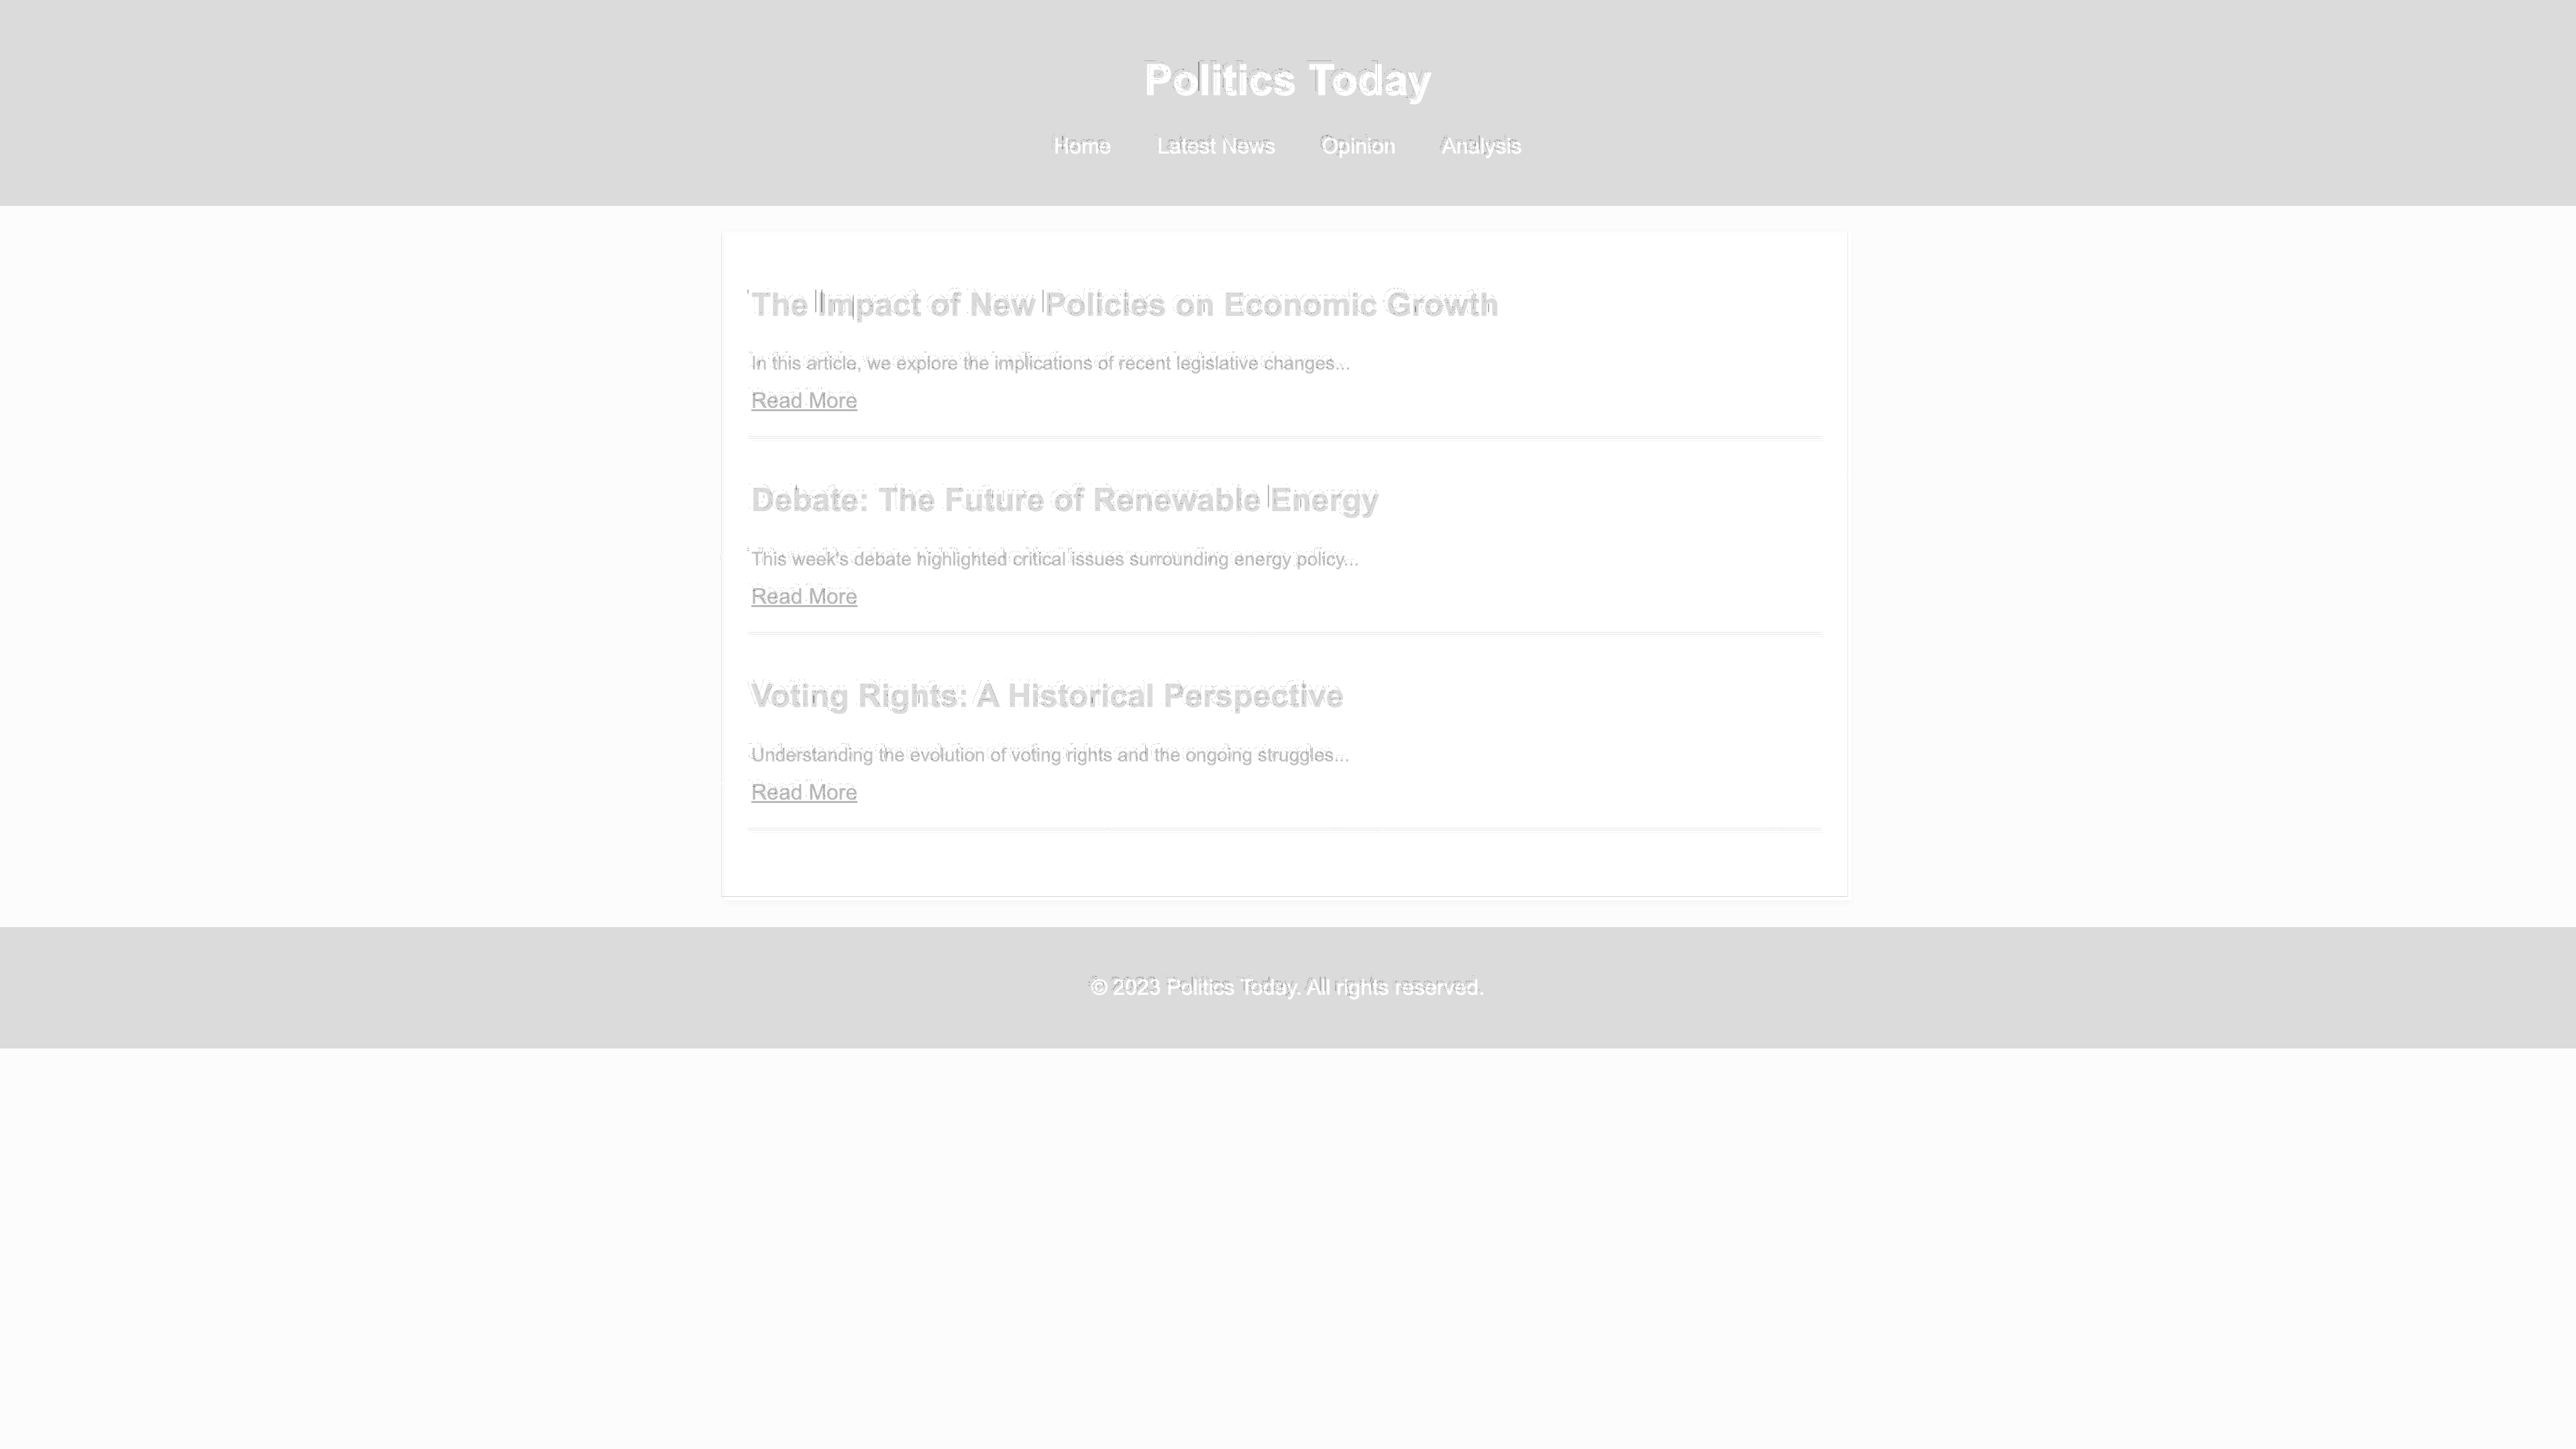 Politics Today
Home Latest News Opinion Analysis
The Impact of New Policies on Economic Growth
In this article, we explore the implications of recent legislative changes...
Read More
Debate: The Future of Renewable Energy
This week's debate highlighted critical issues surrounding energy policy...
Read More
Voting Rights: A Historical Perspective
Understanding the evolution of voting rights and the ongoing struggles...
Read More
© 2023 Politics Today. All rights reserved.